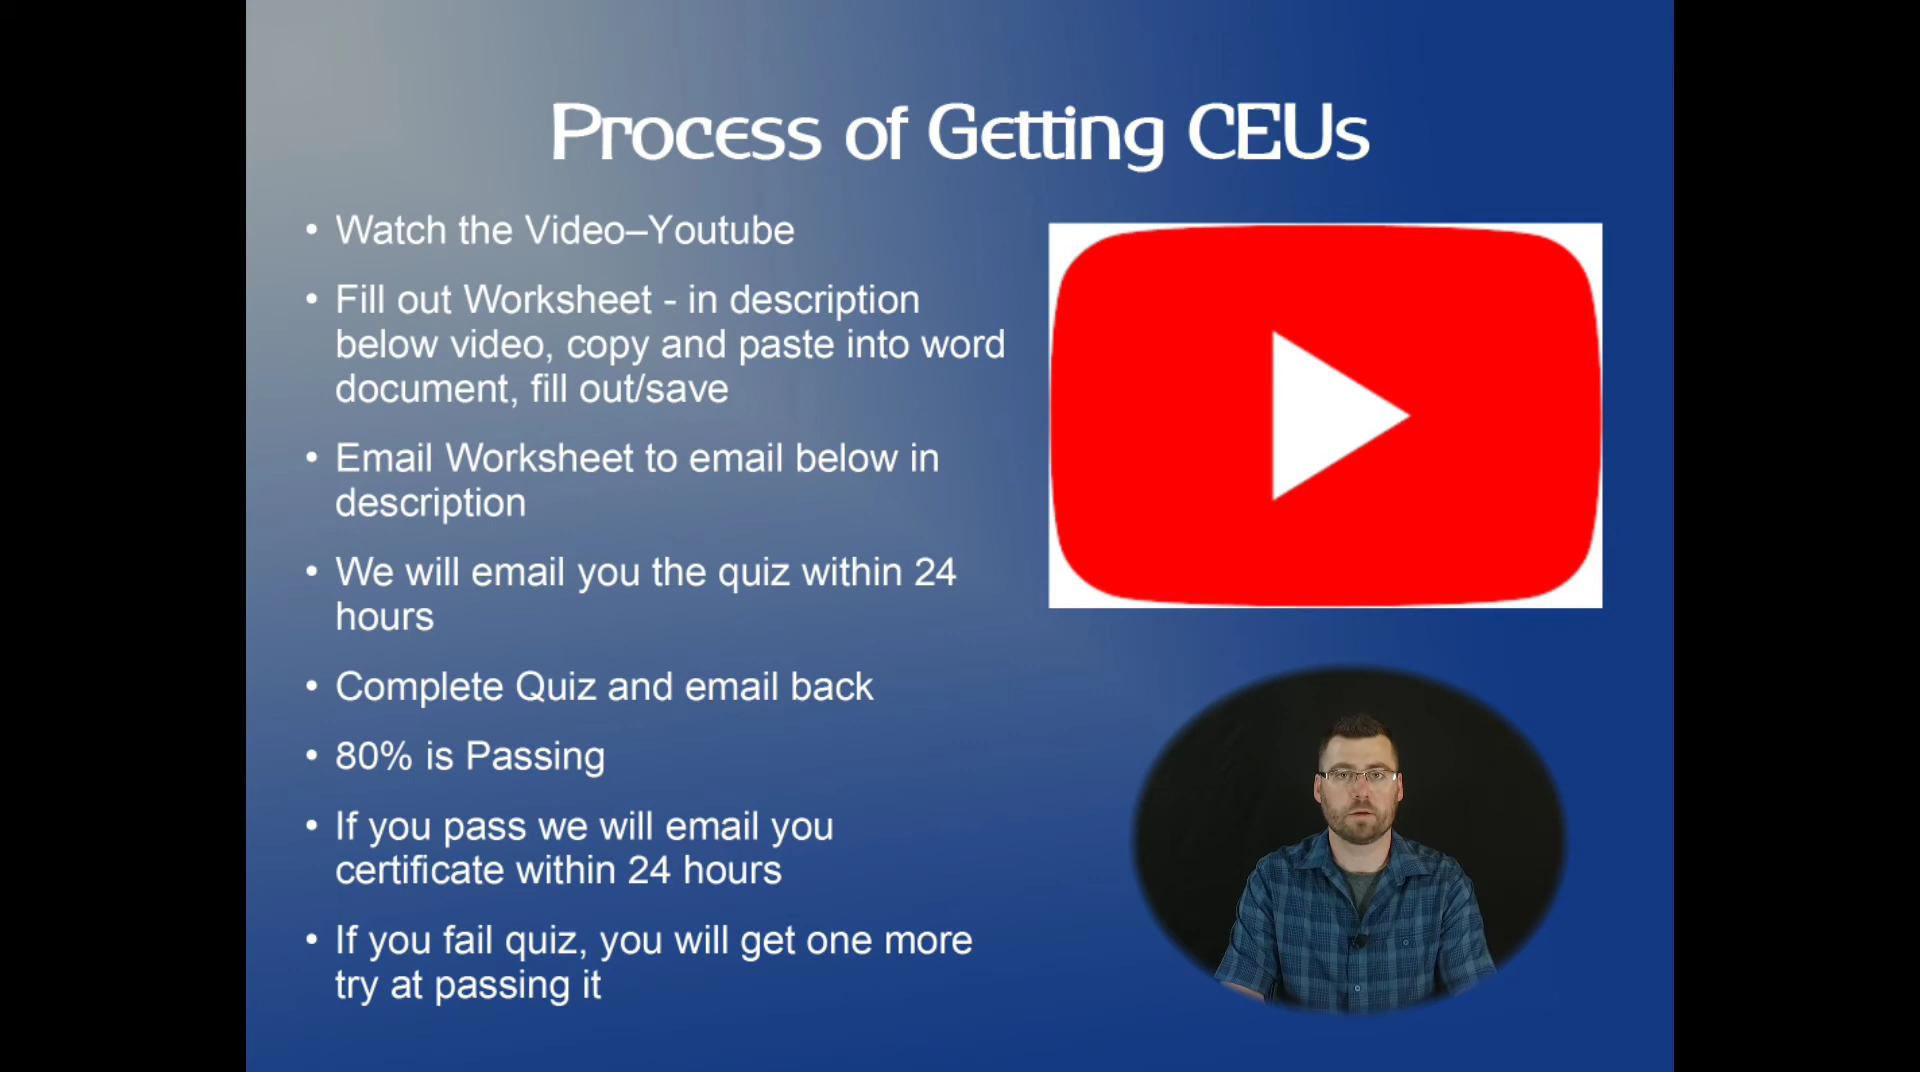 Process of Getting CEUs
• Watch the Video–Youtube
• Fill out Worksheet - in description
below video, copy and paste into word
document, fill out/save
• Email Worksheet to email below in
description
• We will email you the quiz within 24
hours
• Complete Quiz and email back
• 80% is Passing
• If you pass we will email you
certificate within 24 hours
• If you fail quiz, you will get one more
try at passing it